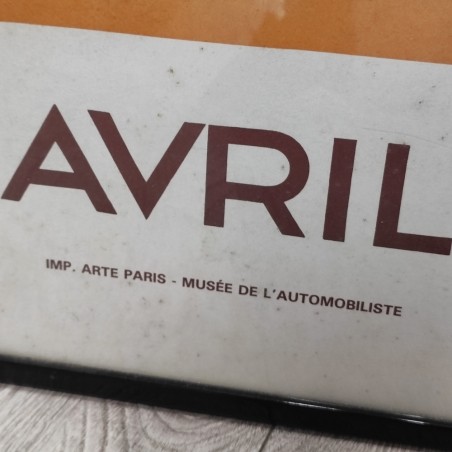 AVRIL
IMP. ARTE PARIS - MUSÉE DE L'AUTOMOBILISTE